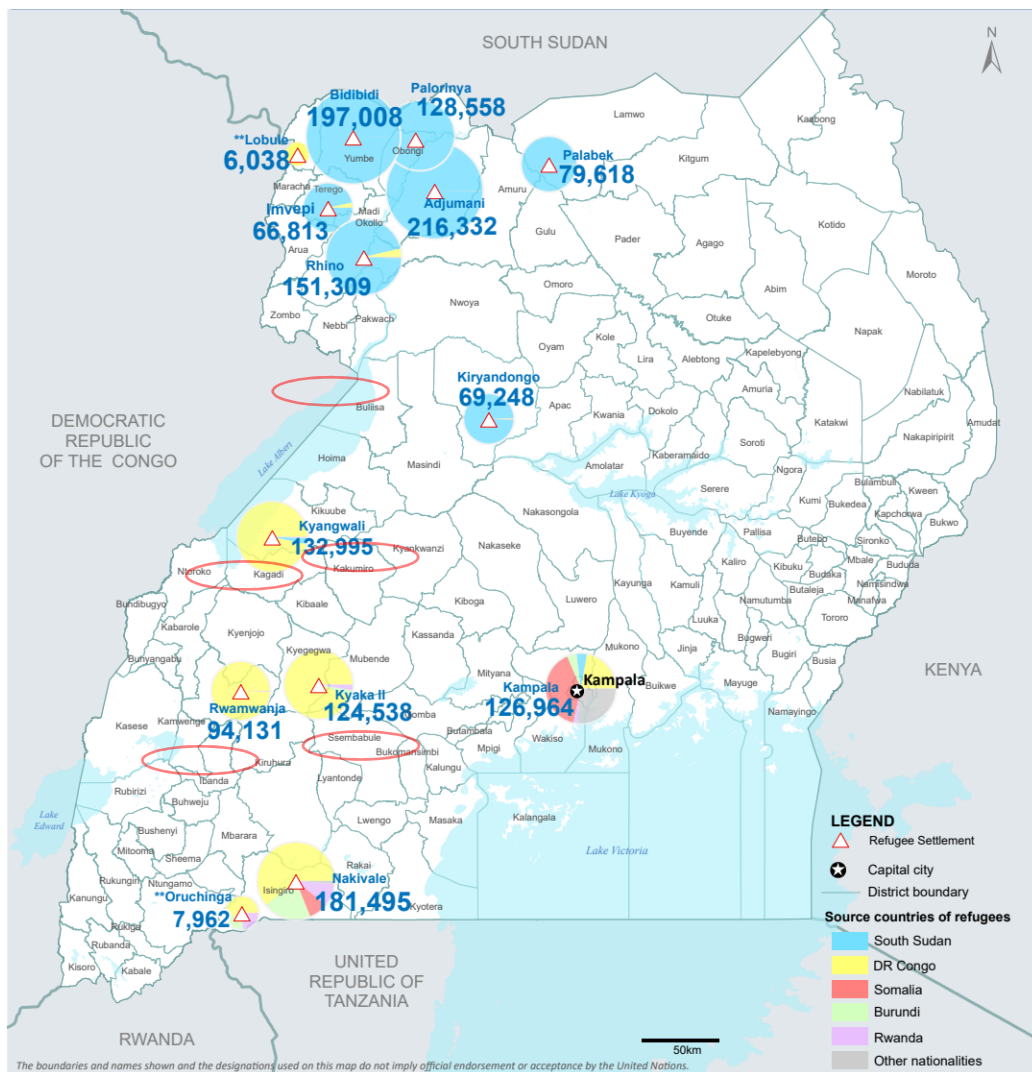 SOUTH SUDAN
N
Bidibidi
197,008
Palorinya
128,558
Lamwo
Kaabong
**Lobule
6,038
Yumbe
Obongi
Palabek
79,618
Kitgum
Maracha
Terego
Imvepi
66,813
Madi
Okollo
Adjumani
216,332
Amuru
Gulu
Pader
Agago
Kotido
Arua
Rhino
151,309
Moroto
Omoro
Abim
Zombo
Nebbi
Pakwach
Nwoya
Otuke
Napak
Oyam
Kole
Lira
Alebtong
Kapelebyong
Kiryandongo
69,248
Amuria
Nabilatuk
Buliisa
Apac
Kwania
Dokolo
Katakwi
Amudat
DEMOCRATIC
REPUBLIC
OF THE CONGO
Kaberamaido
Soroti
Nakapiripirit
Lake Albert
Hoima
Masindi
Amolatar
Ngora
Bulambuli
Serere
Kumi
Bukedea
Kween
Kapchorwa
Lake Kyoga
Bukwo
Kikuube
Nakasongola
Kyangwali
132,995
Kyankwanzi
Nakaseke
Buyende
Pallisa
Butebo
Sironko
Mbale
Bududa
Ntoroko
Kagadi
Kakumiro
Kaliro
Kibuku
Budaka
Namisindwa
Manafwa
Butaleja
Bundibugyo
Kibaale
Kiboga
Luwero
Kayunga
Kamuli
Namutumba
Tororo
Kabarole
Kyenjojo
Kassanda
Luuka
Bugweri
Bunyangabu
Kyegegwa
Mubende
Mityana
Mukono
Jinja
Bugiri
Busia
Kampala
126,964
Kampala
Buikwe
Mayuge
KENYA
Kyaka II
124,538
Rwamwanja
94,131
Kasese
Kamwenge
Gomba
Butambala
Mpigi
Wakiso
Mukono
Namayingo
Ssembabule
Bukomansimbi
Kiruhura
Kalungu
Ibanda
Lyantonde
Rubirizi
Buhweju
Lake
Edward
Lwengo
Masaka
Kalangala
Bushenyi
Mbarara
Mitooma
Sheema
Lake Victoria
Rakai
Nakivale
181,495
Isingiro
Rukungiri
Kanungu
Ntungamo
**Oruchinga
7,962
Kyotera
Rukiga
Rubanda
Kisoro
Kabale
UNITED
REPUBLIC OF
TANZANIA
RWANDA
LEGEND
Refugee Settlement
Capital city
District boundary
Source countries of refugees
South Sudan
DR Congo
Somalia
Burundi
Rwanda
Other nationalities
50km
The boundaries and names shown and the designations used on this map do not imply official endorsement or acceptance by the United Nations.